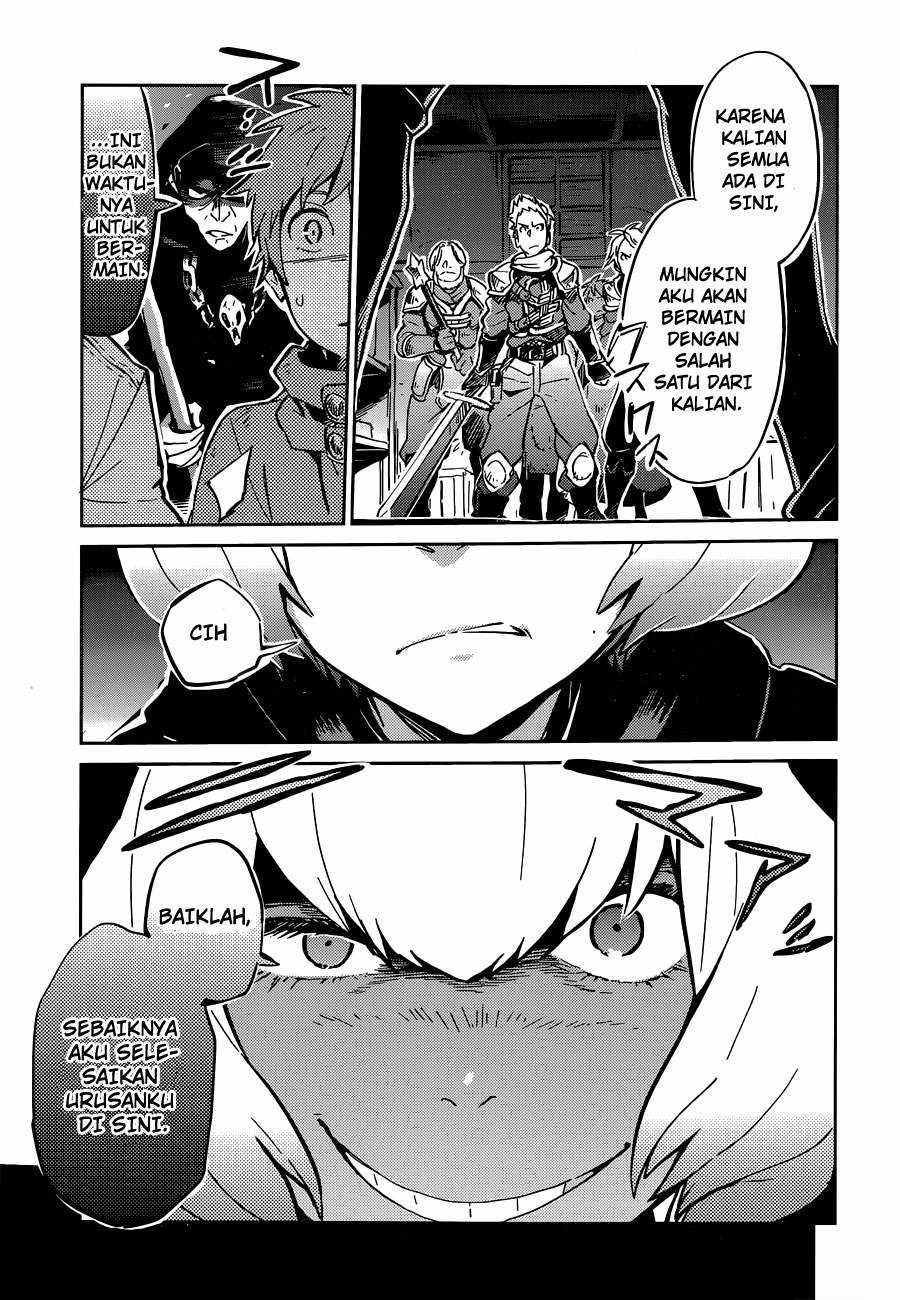 KARENA
KALIAN
SEMUA
ADA DI
SINI,
MUNGKIN
AKU AKAN
BERMAIN
DENGAN
SALAH
SATU DARI
KALIAN.
...INI
BUKAN
WAKTU-
NYA
UNTUK
BER-
MAIN.
CIH
BAIKLAH,
SEBAIKNYA
AKU SELE-
SAIKAN
URUSANKU
DI SINI.